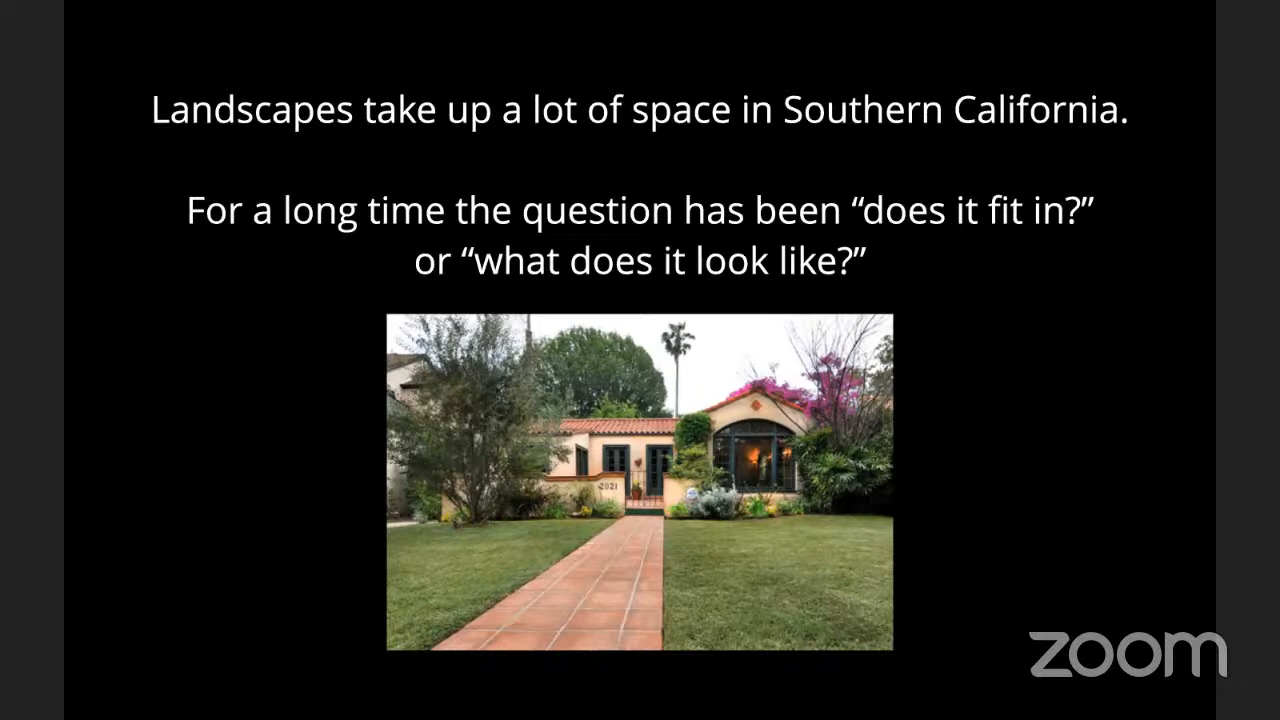 Landscapes take up a lot of space in Southern California.
For a long time the question has been “does it fit in?”
or “what does it look like?”
2021
zoom